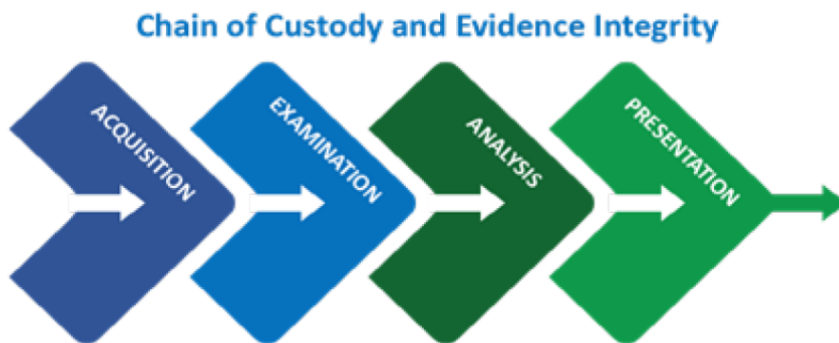 Chain of Custody and Evidence Integrity
ACQUISITION
EXAMINATION
ANALYSIS
PRESENTATION